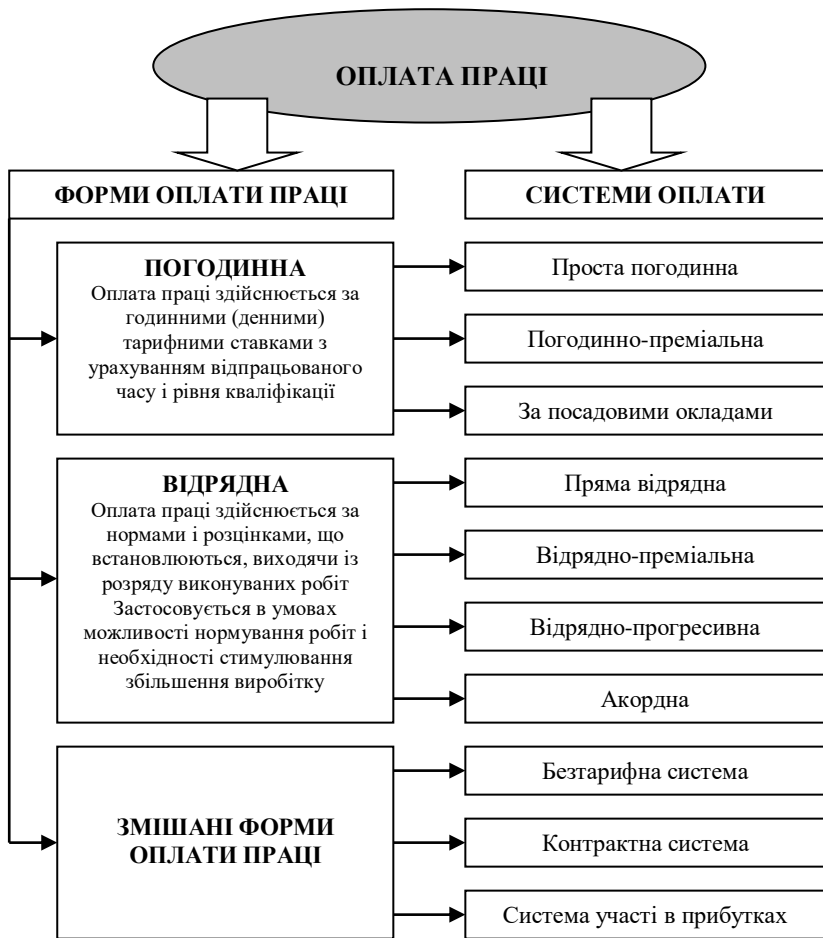 ОПЛАТА ПРАЦІ
ФОРМИ ОПЛАТИ ПРАЦІ
СИСТЕМИ ОПЛАТИ
ПОГОДИННА
Оплата праці здійснюється за
годинними (денними)
тарифними ставками з
урахуванням відпрацьованого
часу і рівня кваліфікації
Проста погодинна
Погодинно-преміальна
За посадовими окладами
ВІДРЯДНА
Оплата праці здійснюється за
нормами і розцінками, що
встановлюються, виходячи із
розряду виконуваних робіт
Застосовується в умовах
можливості нормування робіт і
необхідності стимулювання
збільшення виробітку
Пряма відрядна
Відрядно-преміальна
Відрядно-прогресивна
Акордна
ЗМІШАНІ ФОРМИ
ОПЛАТИ ПРАЦІ
Безтарифна система
Контрактна система
Система участі в прибутках